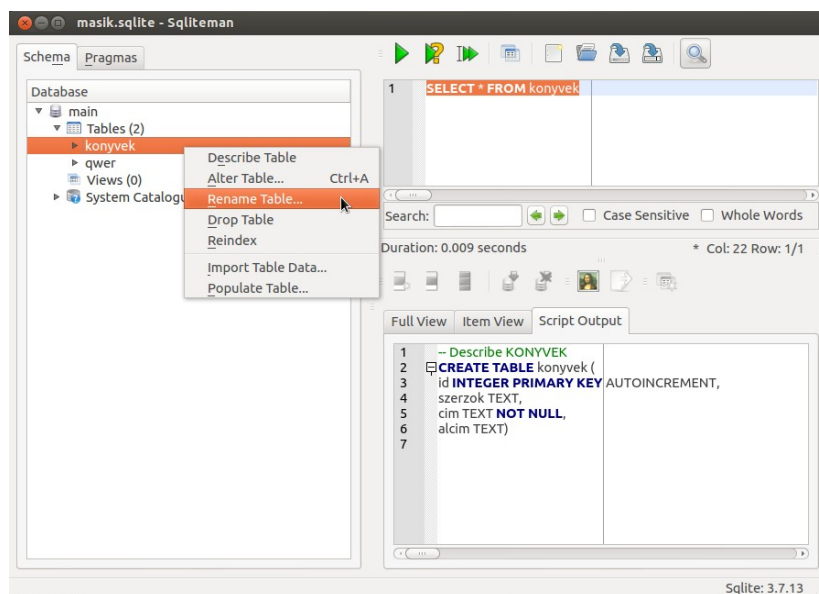 masik.sqlite - Sqliteman
Schema Pragmas
Database
main
Tables (2)
konyvek
qwer
Views (0)
System Catalogu
Describe Table
Alter Table... Ctrl+A
Rename Table...
Drop Table
Reindex
Import Table Data...
Populate Table...
1 SELECT * FROM konyvek
Search: Case Sensitive Whole Words
Duration: 0.009 seconds * Col: 22 Row: 1/1
Full View Item View Script Output
1 -- Describe KONYVEK
2 CREATE TABLE konyvek (
3 id INTEGER PRIMARY KEY AUTOINCREMENT,
4 szerzok TEXT,
5 cim TEXT NOT NULL,
6 alcim TEXT)
7
Sqlite: 3.7.13